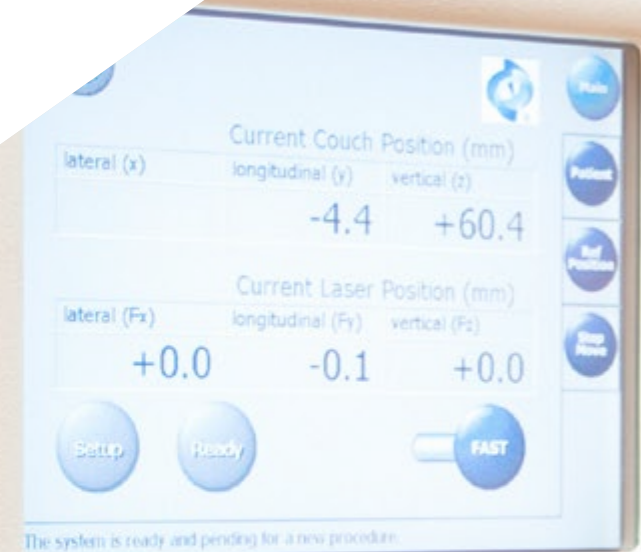 Main
Current Couch Position (mm)
lateral (x) longitudinal (y) vertical (z)
Patient
-4.4 +60.4
Ref
Position
Current Laser Position (mm)
lateral (Fx) longitudinal (Fy) vertical (Fz)
Stop
Move
+0.0 -0.1 +0.0
Setup Ready FAST
The system is ready and pending for a new procedure.